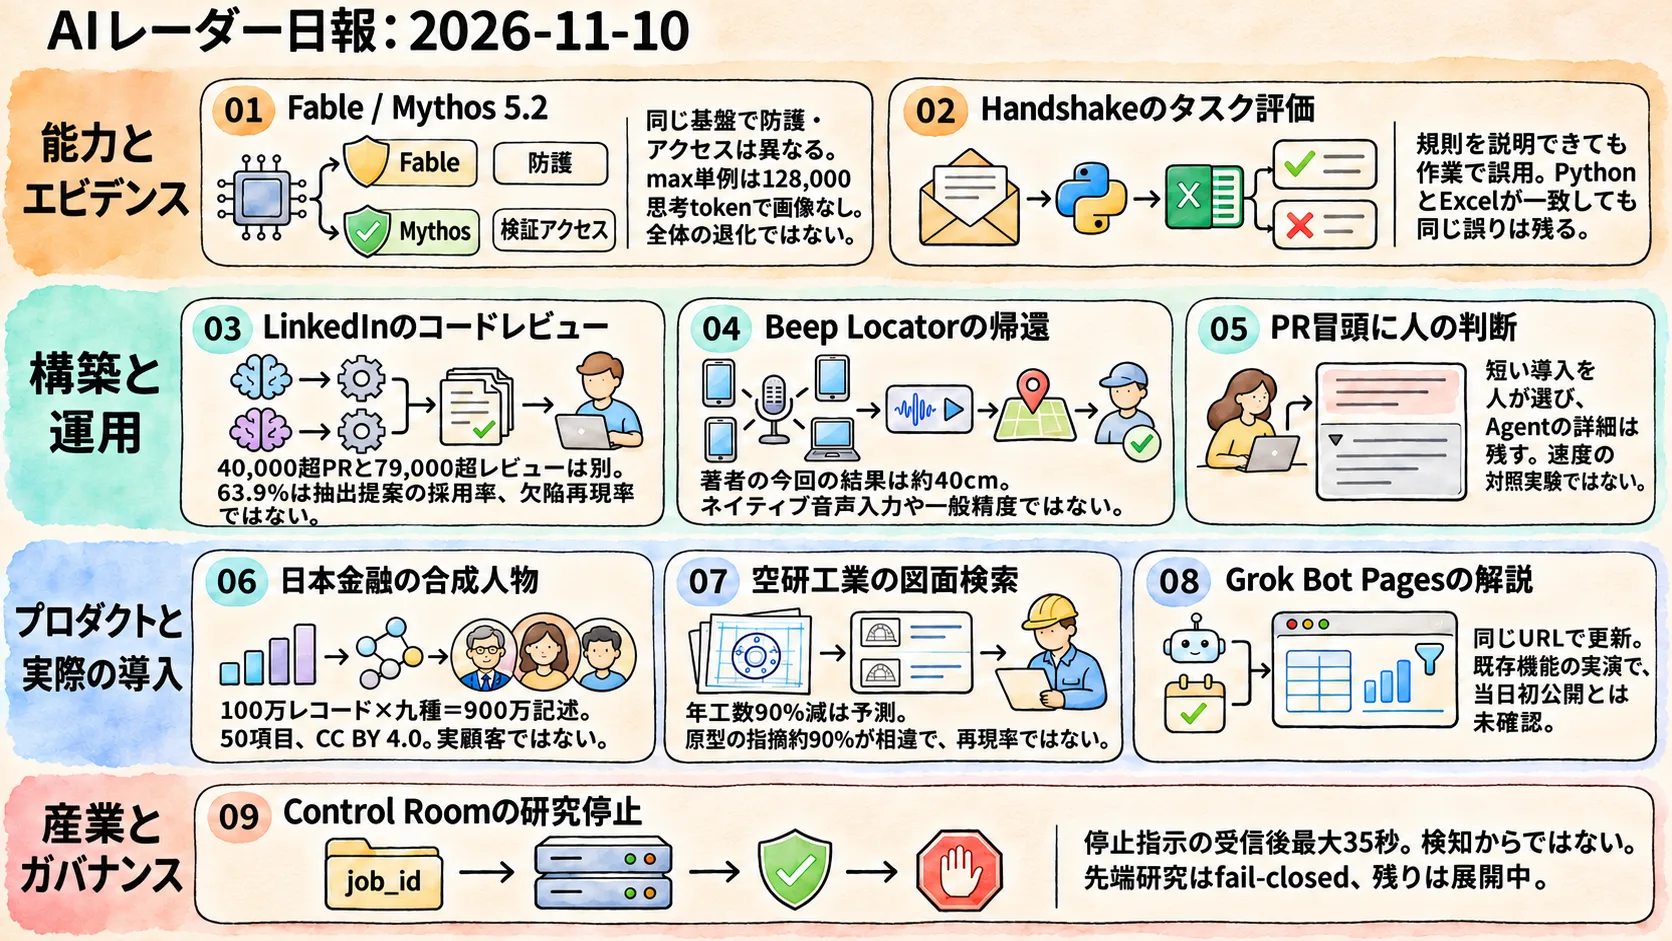 AIレーダー日報：2026-11-10
能力と
エビデンス
01 Fable / Mythos 5.2
Fable
防護
Mythos
検証アクセス
同じ基盤で防護・
アクセスは異なる。
max単例は128,000
思考tokenで画像なし。
全体の退化ではない。
02 Handshakeのタスク評価
X
規則を説明できても
作業で誤用。Python
とExcelが一致しても
同じ誤りは残る。
構築と
運用
03 LinkedInのコードレビュー
40,000超PRと79,000超レビューは別。
63.9%は抽出提案の採用率、欠陥再現率
ではない。
04 Beep Locatorの帰還
著者の今回の結果は約40cm。
ネイティブ音声入力や一般精度ではない。
05 PR冒頭に人の判断
短い導入を
人が選び、
Agentの詳細は
残す。速度の
対照実験ではない。
プロダクトと
実際の導入
06 日本金融の合成人物
100万レコード×九種＝900万記述。
50項目、CC BY 4.0。実顧客ではない。
07 空研工業の図面検索
年工数90%減は予測。
原型の指摘約90%が相違で、再現率ではない。
08 Grok Bot Pagesの解説
同じURLで更新。
既存機能の実演で、
当日初公開とは
未確認。
産業と
ガバナンス
09 Control Roomの研究停止
job_id
停止指示の受信後最大35秒。検知からではない。
先端研究はfail-closed、残りは展開中。